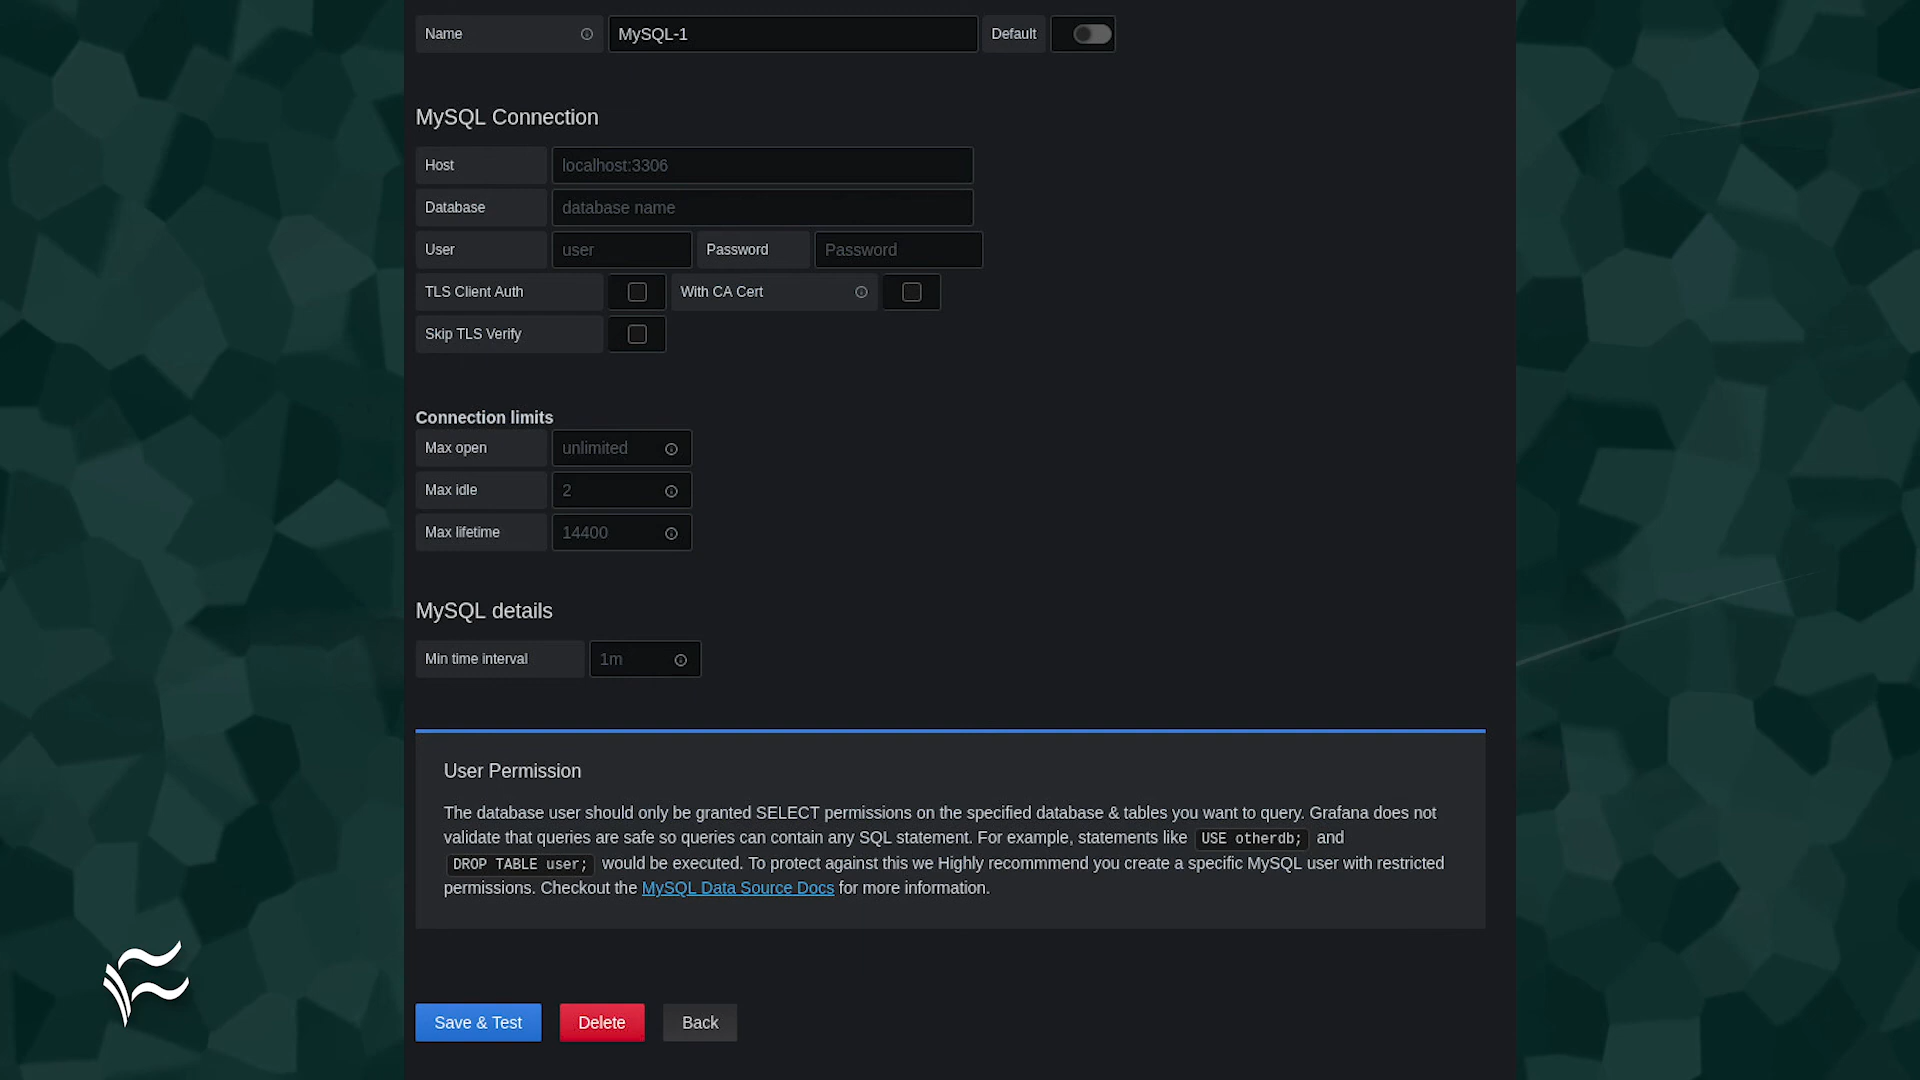 Name MySQL-1 Default
MySQL Connection
Host localhost:3306
Database database name
User user Password Password
TLS Client Auth With CA Cert
Skip TLS Verify
Connection limits
Max open unlimited
Max idle 2
Max lifetime 14400
MySQL details
Min time interval 1m
User Permission
The database user should only be granted SELECT permissions on the specified database & tables you want to query. Grafana does not
validate that queries are safe so queries can contain any SQL statement. For example, statements like USE otherdb; and
DROP TABLE user; would be executed. To protect against this we Highly recommmend you create a specific MySQL user with restricted
permissions. Checkout the MySQL Data Source Docs for more information.
Save & Test Delete Back